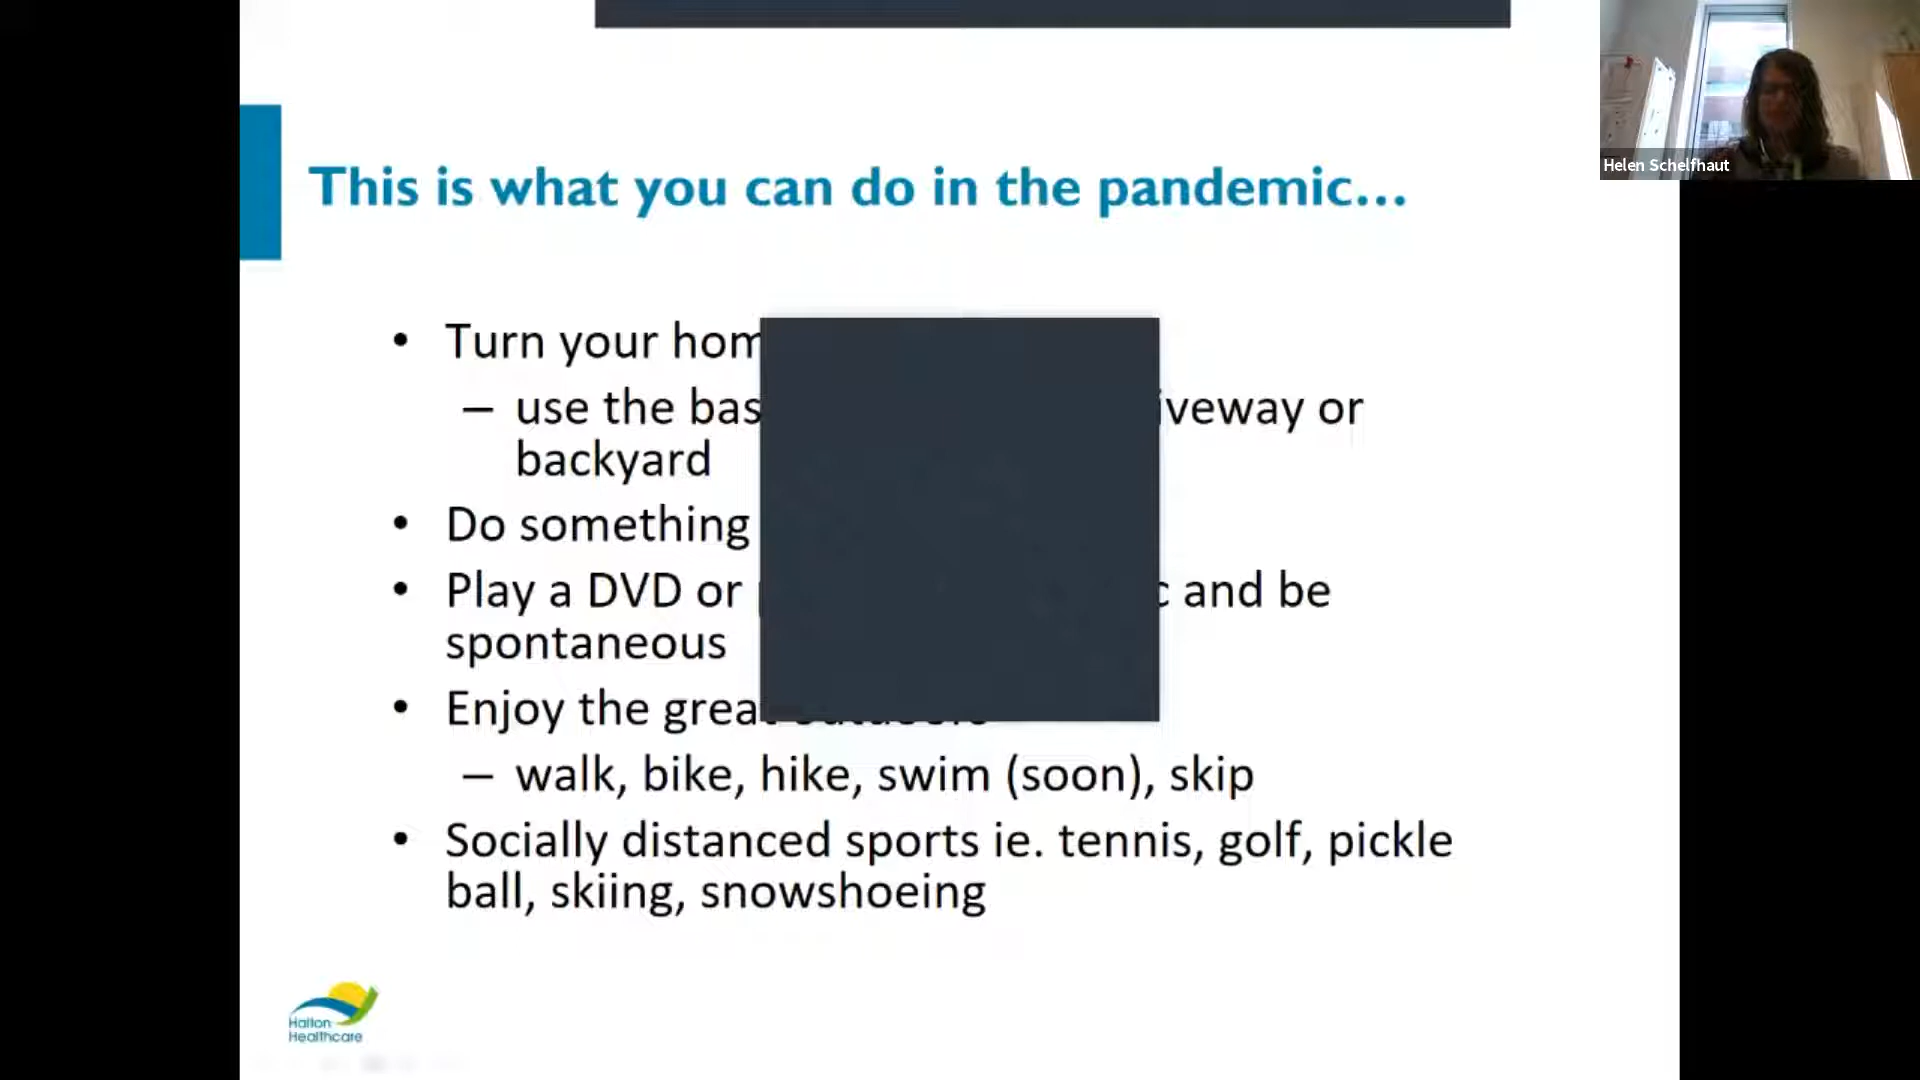 Helen Schelfhaut
This is what you can do in the pandemic...
• Turn your hom
– use the bas iveway or
backyard
• Do something
• Play a DVD or c and be
spontaneous
• Enjoy the great
– walk, bike, hike, swim (soon), skip
• Socially distanced sports ie. tennis, golf, pickle
ball, skiing, snowshoeing
Halton
Healthcare